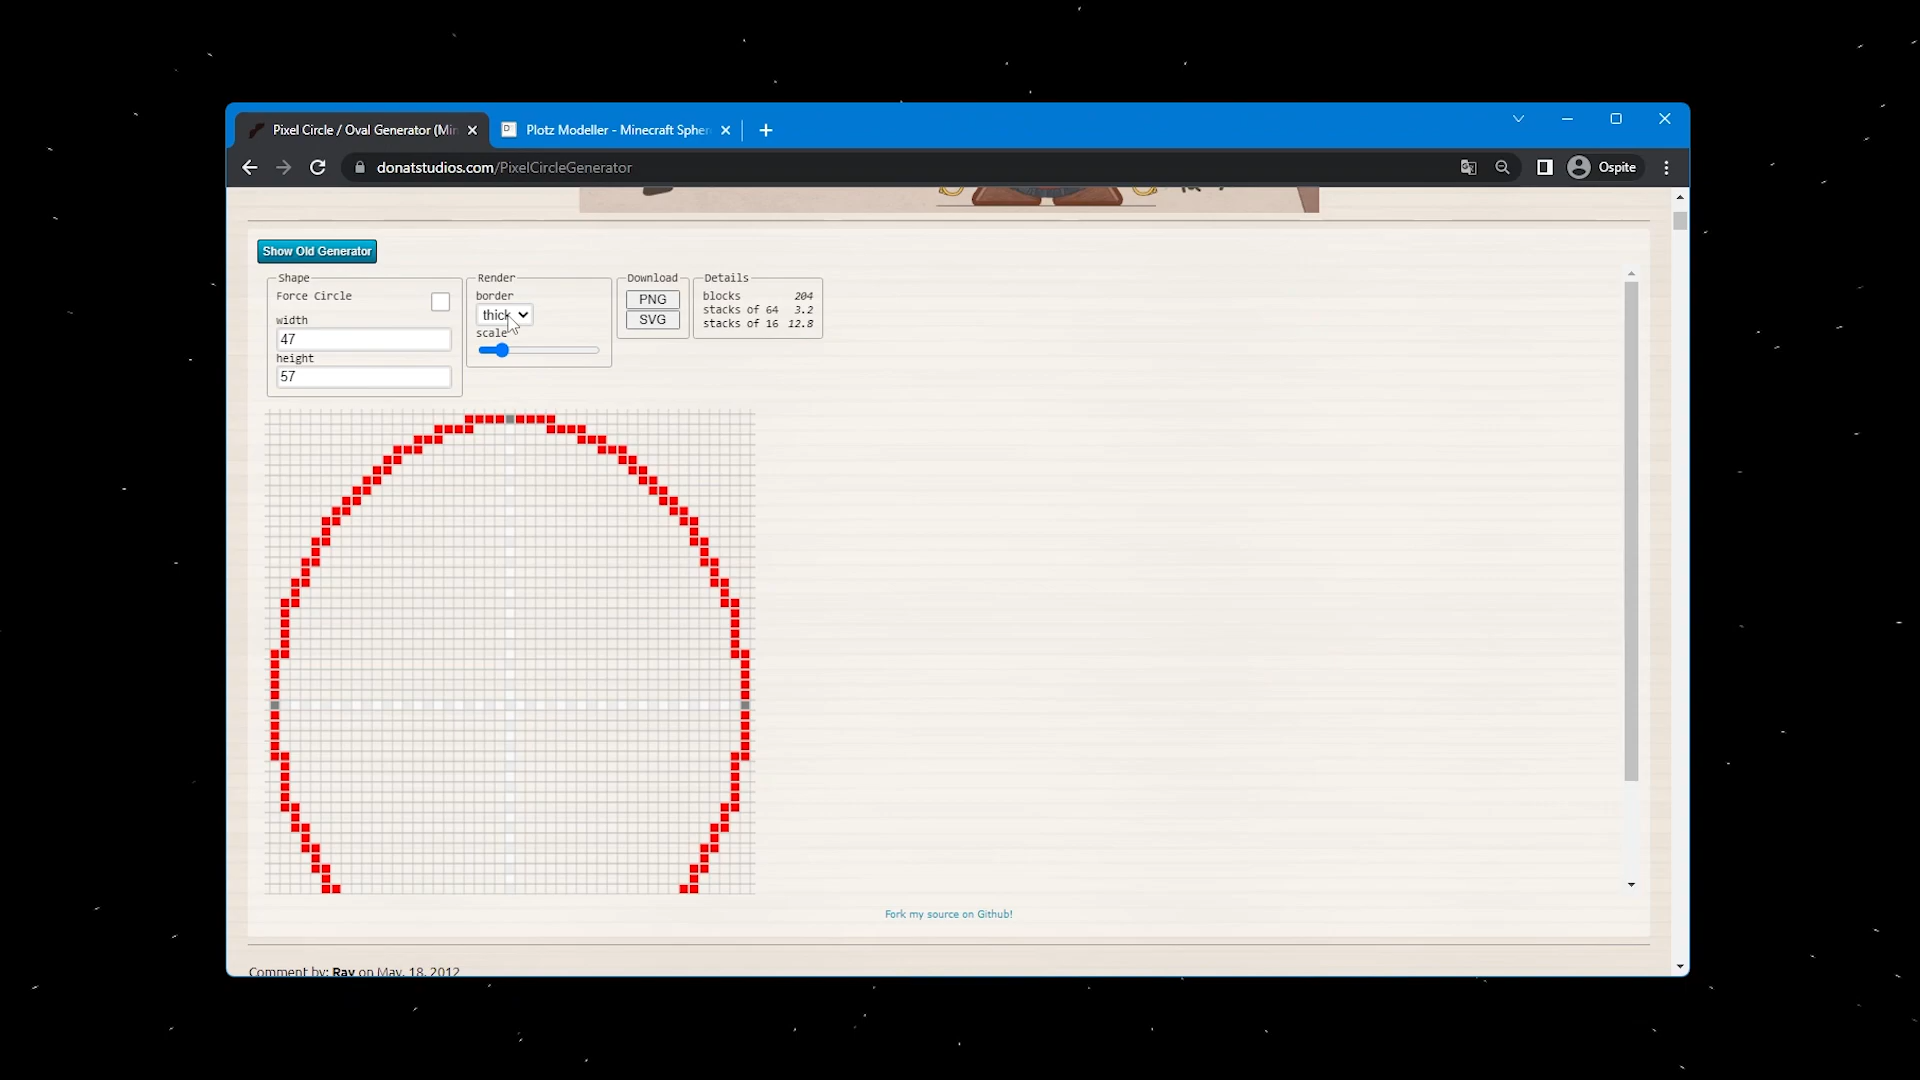 Pixel Circle / Oval Generator (Min
Plotz Modeller - Minecraft Spher
donatstudios.com/PixelCircleGenerator
Ospite
Show Old Generator
Shape
Force Circle
width
47
height
57
Render
border
thick
scale
Download
PNG
SVG
Details
blocks 204
stacks of 64 3.2
stacks of 16 12.8
Fork my source on Github!
Comment by: Ray on May, 18, 2012